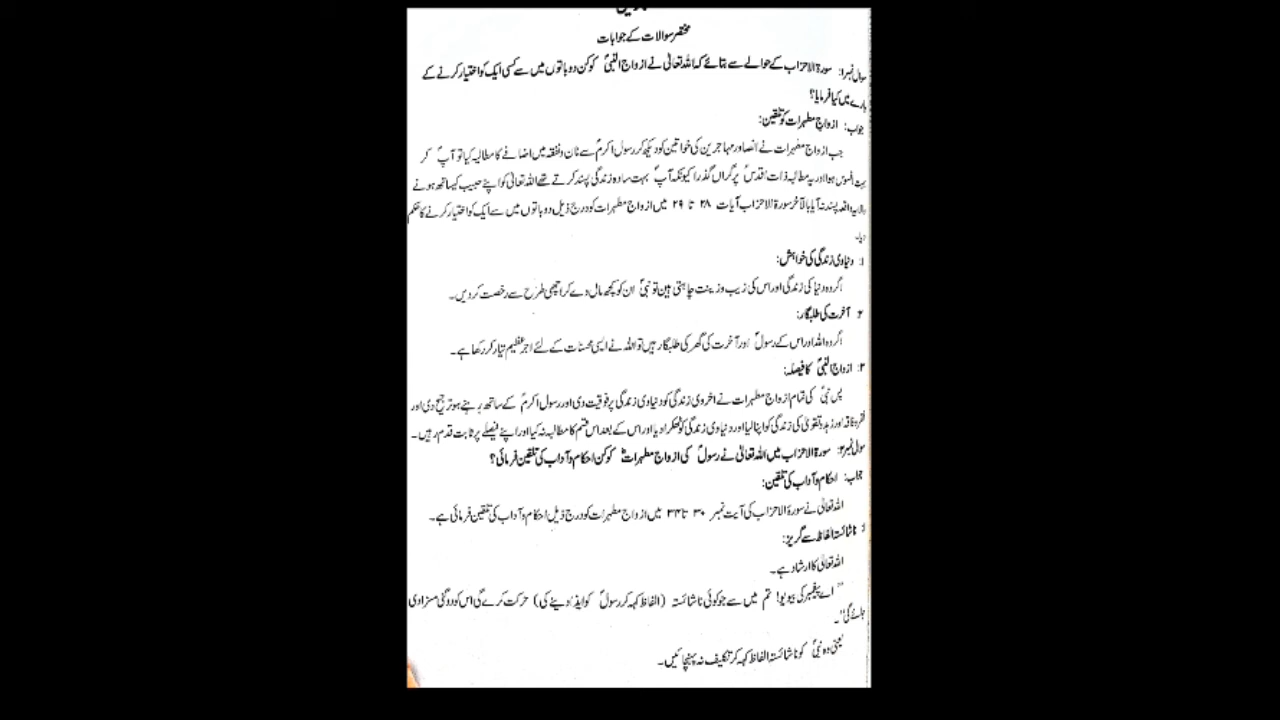 مختصر سوالات کے جوابات
سوال نمبر۱: سورۃ الاحزاب کے حوالے سے بتائے کہ اللہ تعالیٰ نے ازواج النبیؐ کو کن دو باتوں میں سے کسی ایک کو اختیار کرنے کے
بارے میں کیا فرمایا؟
جواب: ازواج مطہرات کو تلقین:
جب ازواج مطہرات نے انصار و مہاجرین کی خواتین کو دیکھ کر رسول اکرمؐ سے نان و نفقہ میں اضافے کا مطالبہ کیا تو آپؐ کر
بہت افسوس ہوا اور یہ مطالبہ ذات اقدسؐ پر گراں گذرا کیونکہ آپؐ بہت سادہ زندگی پسند کرتے تھے اللہ تعالیٰ کو اپنے حبیب کیساتھ ہونے
والا یہ واقعہ پسند نہ آیا بالآخر سورۃ الاحزاب آیات ۲۸ تا ۲۹ میں ازواج مطہرات کو درج ذیل دو باتوں میں سے ایک کو اختیار کرنے کا حکم
دیا۔
۱: دنیاوی زندگی کی خواہش:
اگر وہ دنیا کی زندگی اور اس کی زیب و زینت چاہتی ہین تو نبیؐ ان کو کچھ مال دے کر اچھی طرح سے رخصت کردیں۔
۲ آخرت کی طلبگار:
اگر وہ اللہ اور اس کے رسولؐ اور آخرت کی گھر کی طلبگار ہیں تو اللہ نے ایسی محسنات کے لئے اجر عظیم تیار کر رکھا ہے۔
۳: ازواج النبیؐ کا فیصلہ:
پس نبیؐ کی تمام ازواج مطہرات نے اخروی زندگی کو دنیاوی زندگی پر فوقیت دی اور رسول اکرمؐ کے ساتھ رہنے ہو ترجیح دی اور
فقر و فاقہ اور زہد و تقویٰ کی زندگی کو اپنا لیا اور دنیاوی زندگی کو ٹھکرا دیا اور اس کے بعد اس قسم کا مطالبہ نہ کیا اور اپنے فیصلے پر ثابت قدم رہیں۔
سوال نمبر۲: سورۃ الاحزاب میں اللہ تعالیٰ نے رسولؐ کی ازواج مطہراتؓ کو کن احکام و آداب کی تلقین فرمائی؟
جواب: احکام و آداب کی تلقین:
اللہ تعالیٰ نے سورۃ الاحزاب کی آیت نمبر ۳۰ تا ۳۴ میں ازواج مطہرات کو درج ذیل احکام و آداب کی تلقین فرمائی ہے۔
ناشائستہ الفاظ سے گریز:
اللہ تعالیٰ کا ارشاد ہے۔
"اے پیغمبر کی بیویو! تم میں سے جو کوئی ناشائستہ (الفاظ کہہ کر رسولؐ کو ایذا دینے کی) حرکت کرے گی اس کو دوگنی سزا دی
جائے گی"۔
یعنی وہ نبیؐ کو ناشائستہ الفاظ کہہ کر تکلیف نہ پہنچائیں۔